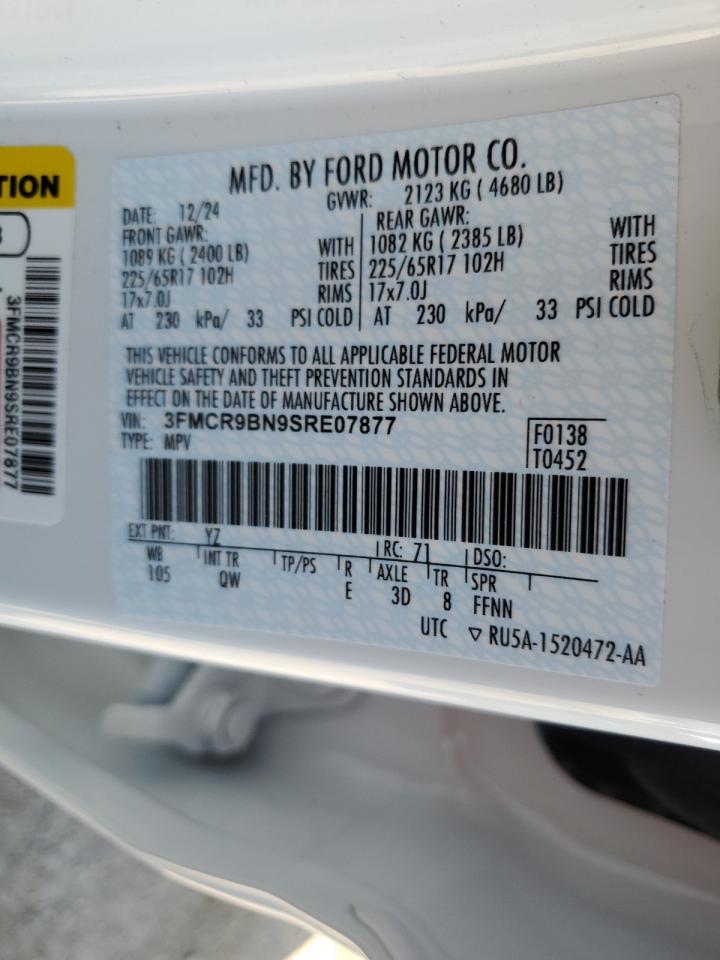 TION
3FMCR9BN9SRE07877
MFD. BY FORD MOTOR CO.
DATE: 12/24 GVWR: 2123 KG ( 4680 LB)
FRONT GAWR: REAR GAWR:
1089 KG ( 2400 LB) WITH 1082 KG ( 2385 LB) WITH
225/65R17 102H TIRES 225/65R17 102H TIRES
17x7.0J RIMS 17x7.0J RIMS
AT 230 kPa/ 33 PSI COLD AT 230 kPa/ 33 PSI COLD
THIS VEHICLE CONFORMS TO ALL APPLICABLE FEDERAL MOTOR
VEHICLE SAFETY AND THEFT PREVENTION STANDARDS IN
EFFECT ON THE DATE OF MANUFACTURE SHOWN ABOVE.
VIN: 3FMCR9BN9SRE07877 F0138
TYPE: MPV T0452
EXT PNT: YZ RC: 71 DSO:
WB INT TR TP/PS R AXLE TR SPR
105 QW E 3D 8 FFNN
UTC ▽ RU5A-1520472-AA